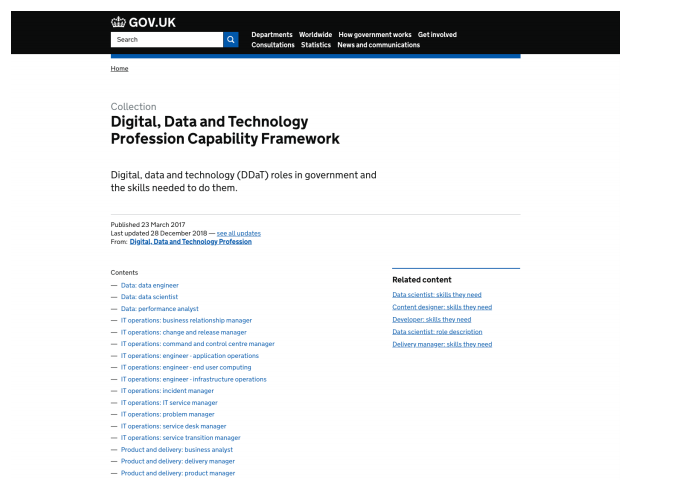 GOV.UK
Search
Departments Worldwide How government works Get involved
Consultations Statistics News and communications
Home
Collection
Digital, Data and Technology
Profession Capability Framework
Digital, data and technology (DDaT) roles in government and
the skills needed to do them.
Published 23 March 2017
Last updated 28 December 2018 — see all updates
From: Digital, Data and Technology Profession
Contents
— Data: data engineer
— Data: data scientist
— Data: performance analyst
— IT operations: business relationship manager
— IT operations: change and release manager
— IT operations: command and control centre manager
— IT operations: engineer - application operations
— IT operations: engineer - end user computing
— IT operations: engineer - infrastructure operations
— IT operations: incident manager
— IT operations: IT service manager
— IT operations: problem manager
— IT operations: service desk manager
— IT operations: service transition manager
— Product and delivery: business analyst
— Product and delivery: delivery manager
— Product and delivery: product manager
Related content
Data scientist: skills they need
Content designer: skills they need
Developer: skills they need
Data scientist: role description
Delivery manager: skills they need